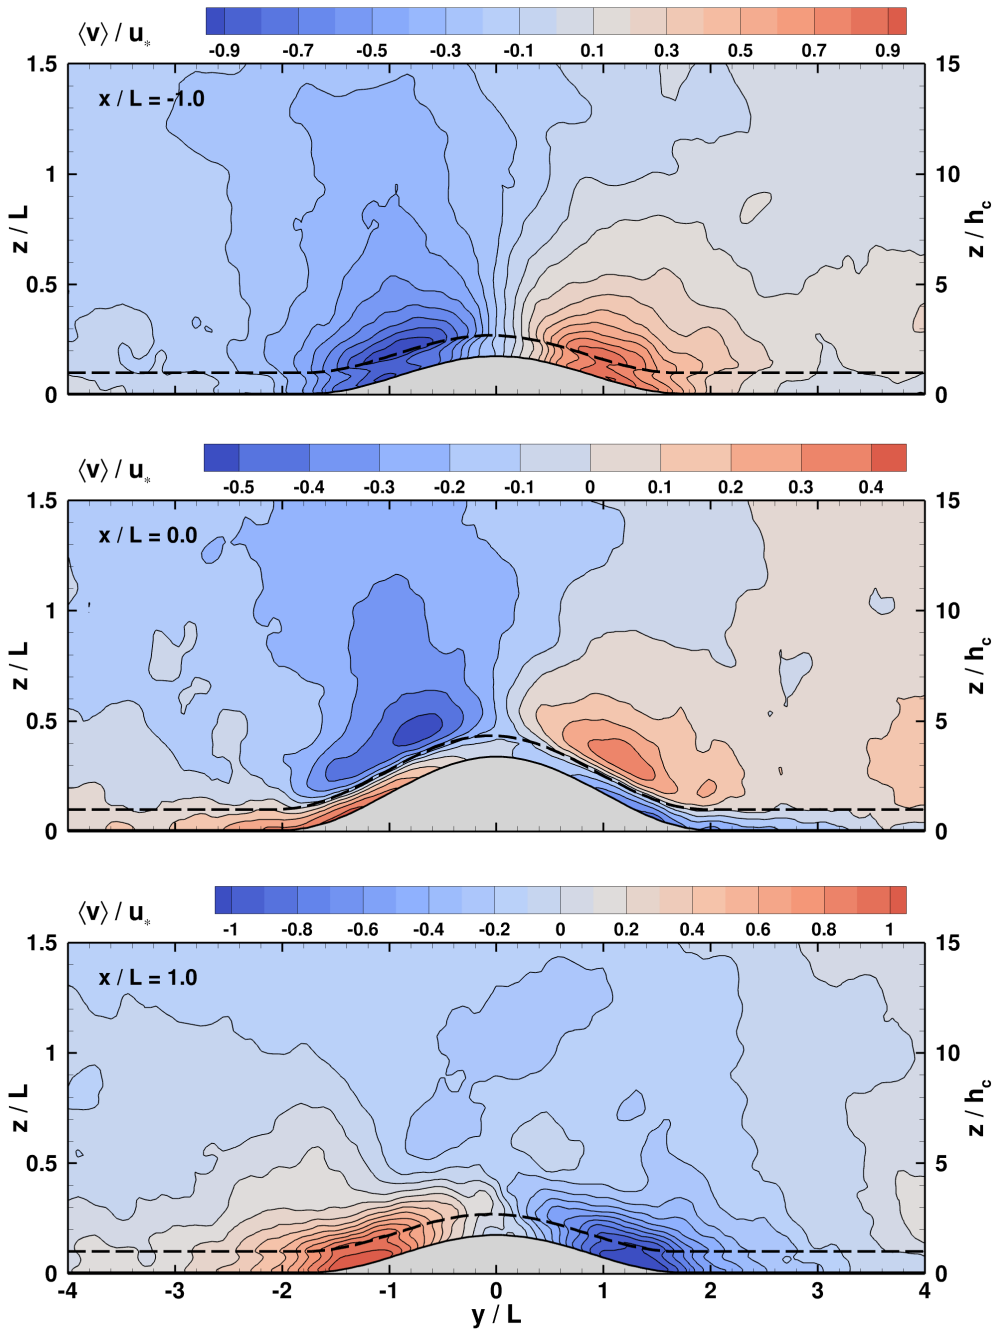 ⟨v⟩ / u*
-0.9 -0.7 -0.5 -0.3 -0.1 0.1 0.3 0.5 0.7 0.9
1.5 15
x / L = -1.0
1 10
z / L z / hc
0.5 5
0 0
⟨v⟩ / u*
-0.5 -0.4 -0.3 -0.2 -0.1 0 0.1 0.2 0.3 0.4
1.5 15
x / L = 0.0
1 10
z / L z / hc
0.5 5
0 0
⟨v⟩ / u*
-1 -0.8 -0.6 -0.4 -0.2 0 0.2 0.4 0.6 0.8 1
1.5 15
x / L = 1.0
1 10
z / L z / hc
0.5 5
0 0
-4 -3 -2 -1 0 1 2 3 4
y / L